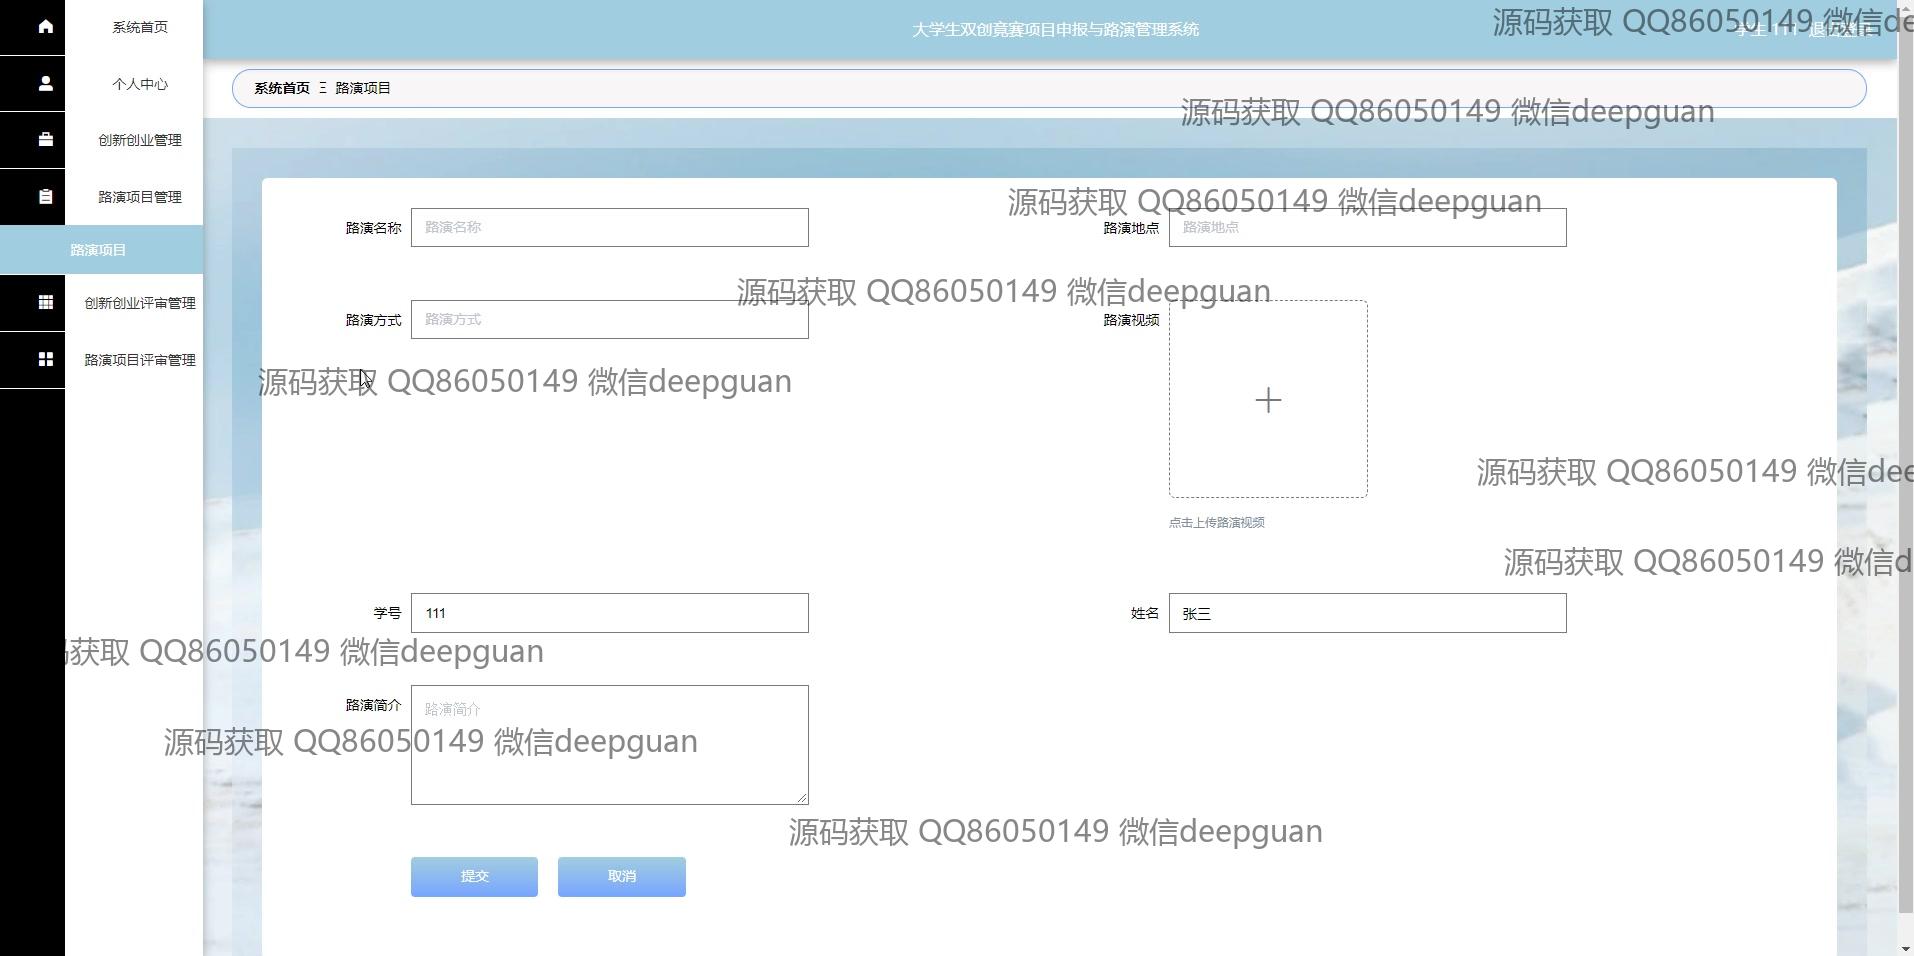 系统首页
个人中心
创新创业管理
路演项目管理
路演项目
创新创业评审管理
路演项目评审管理
大学生双创竟赛项目申报与路演管理系统
学生 111
源码获取 QQ86050149 微信de
系统首页 Ξ 路演项目
源码获取 QQ86050149 微信deepguan
源码获取 QQ86050149 微信deepguan
路演名称 路演名称
路演地点 路演地点
源码获取 QQ86050149 微信deepguan
路演方式 路演方式
路演视频
源码获取 QQ86050149 微信deepguan
源码获取 QQ86050149 微信dee
点击上传路演视频
源码获取 QQ86050149 微信d
学号 111
姓名 张三
获取 QQ86050149 微信deepguan
路演简介 路演简介
源码获取 QQ86050149 微信deepguan
源码获取 QQ86050149 微信deepguan
提交 取消